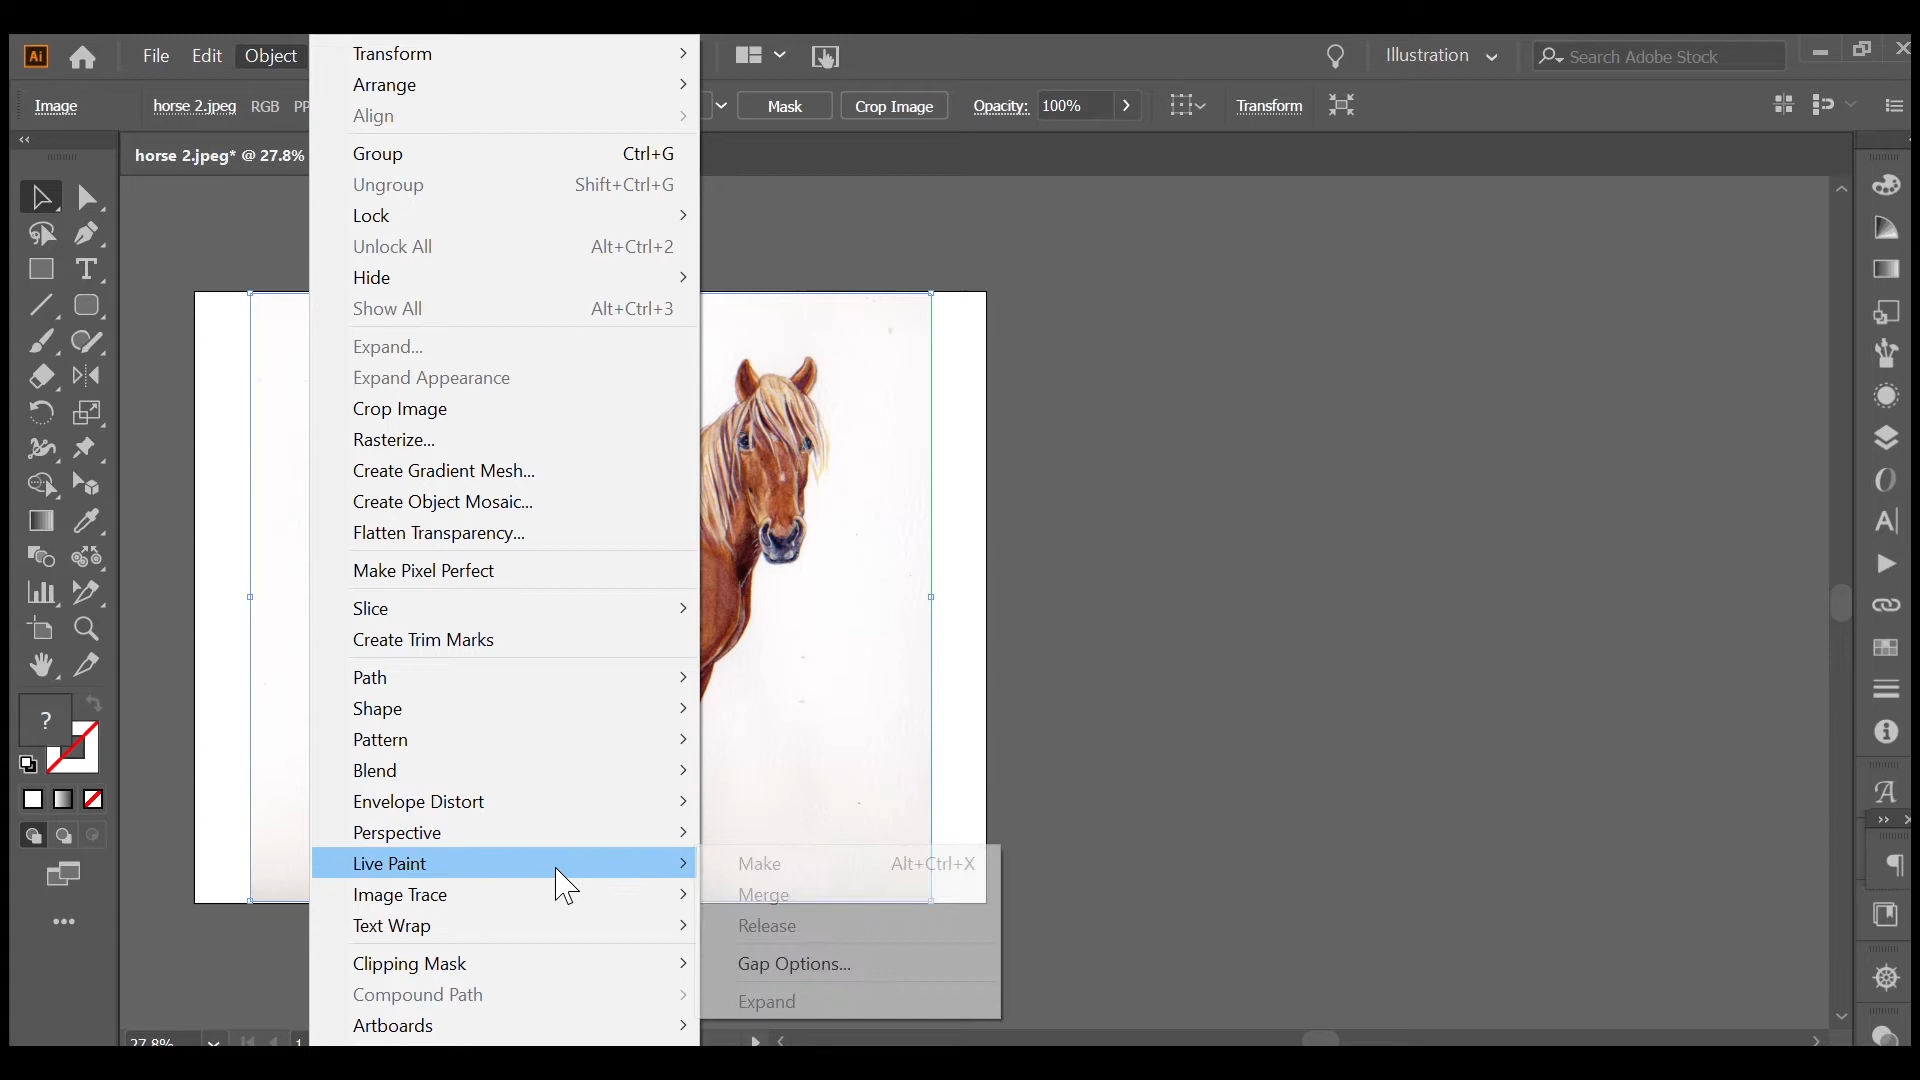 Ai File Edit Object Illustration Search Adobe Stock
Image horse 2.jpeg RGB PP Mask Crop Image Opacity: 100% Transform
horse 2.jpeg* @ 27.8%
Transform
Arrange
Align
Group Ctrl+G
Ungroup Shift+Ctrl+G
Lock
Unlock All Alt+Ctrl+2
Hide
Show All Alt+Ctrl+3
Expand...
Expand Appearance
Crop Image
Rasterize...
Create Gradient Mesh...
Create Object Mosaic...
Flatten Transparency...
Make Pixel Perfect
Slice
Create Trim Marks
Path
Shape
Pattern
Blend
Envelope Distort
Perspective
Live Paint
Image Trace
Text Wrap
Clipping Mask
Compound Path
Artboards
Make Alt+Ctrl+X
Merge
Release
Gap Options...
Expand
27.8% 1